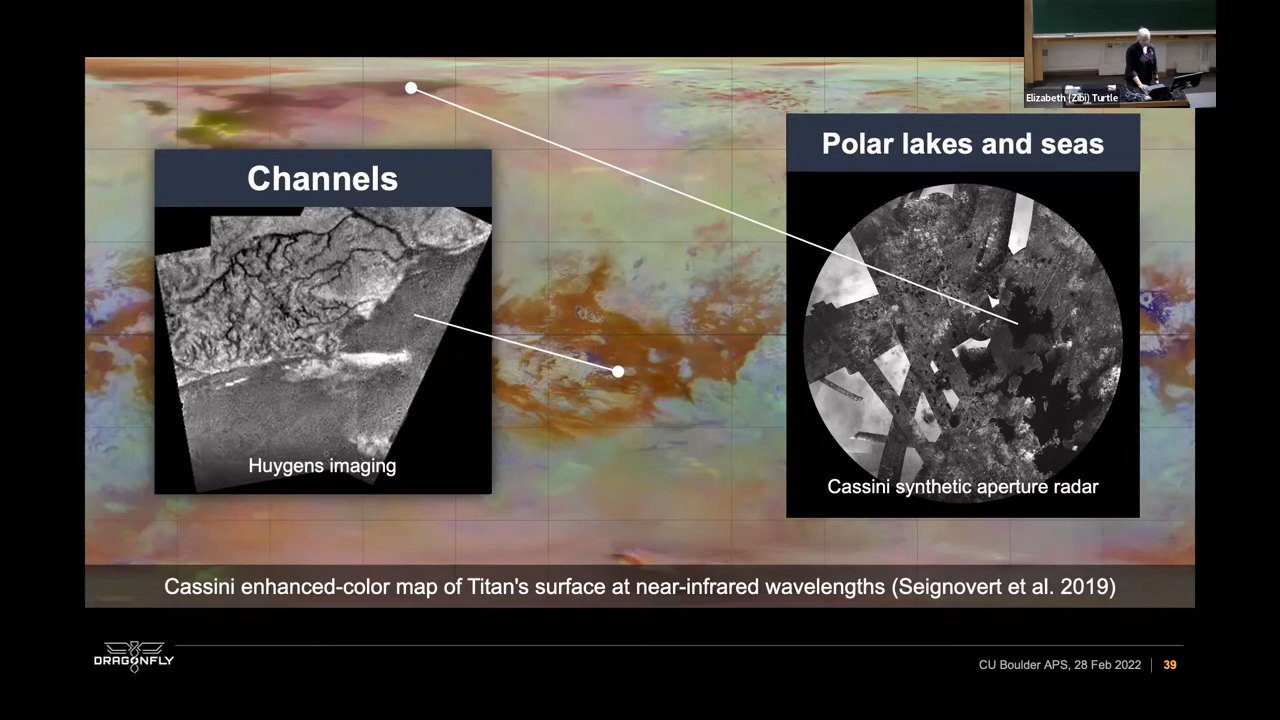 Elizabeth (Zibi) Turtle
Channels
Polar lakes and seas
Huygens imaging
Cassini synthetic aperture radar
Cassini enhanced-color map of Titan's surface at near-infrared wavelengths (Seignovert et al. 2019)
DRAGONFLY
CU Boulder APS, 28 Feb 2022
39